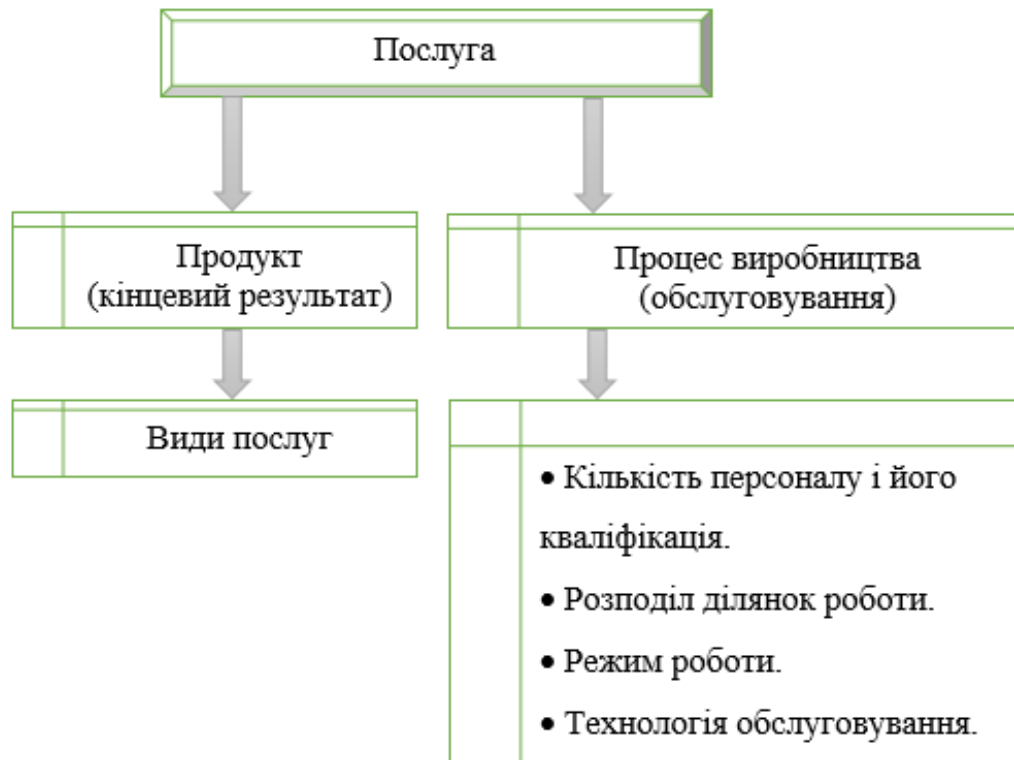 Послуга
Продукт
(кінцевий результат)
Процес виробництва
(обслуговування)
Види послуг
• Кількість персоналу і його
кваліфікація.
• Розподіл ділянок роботи.
• Режим роботи.
• Технологія обслуговування.